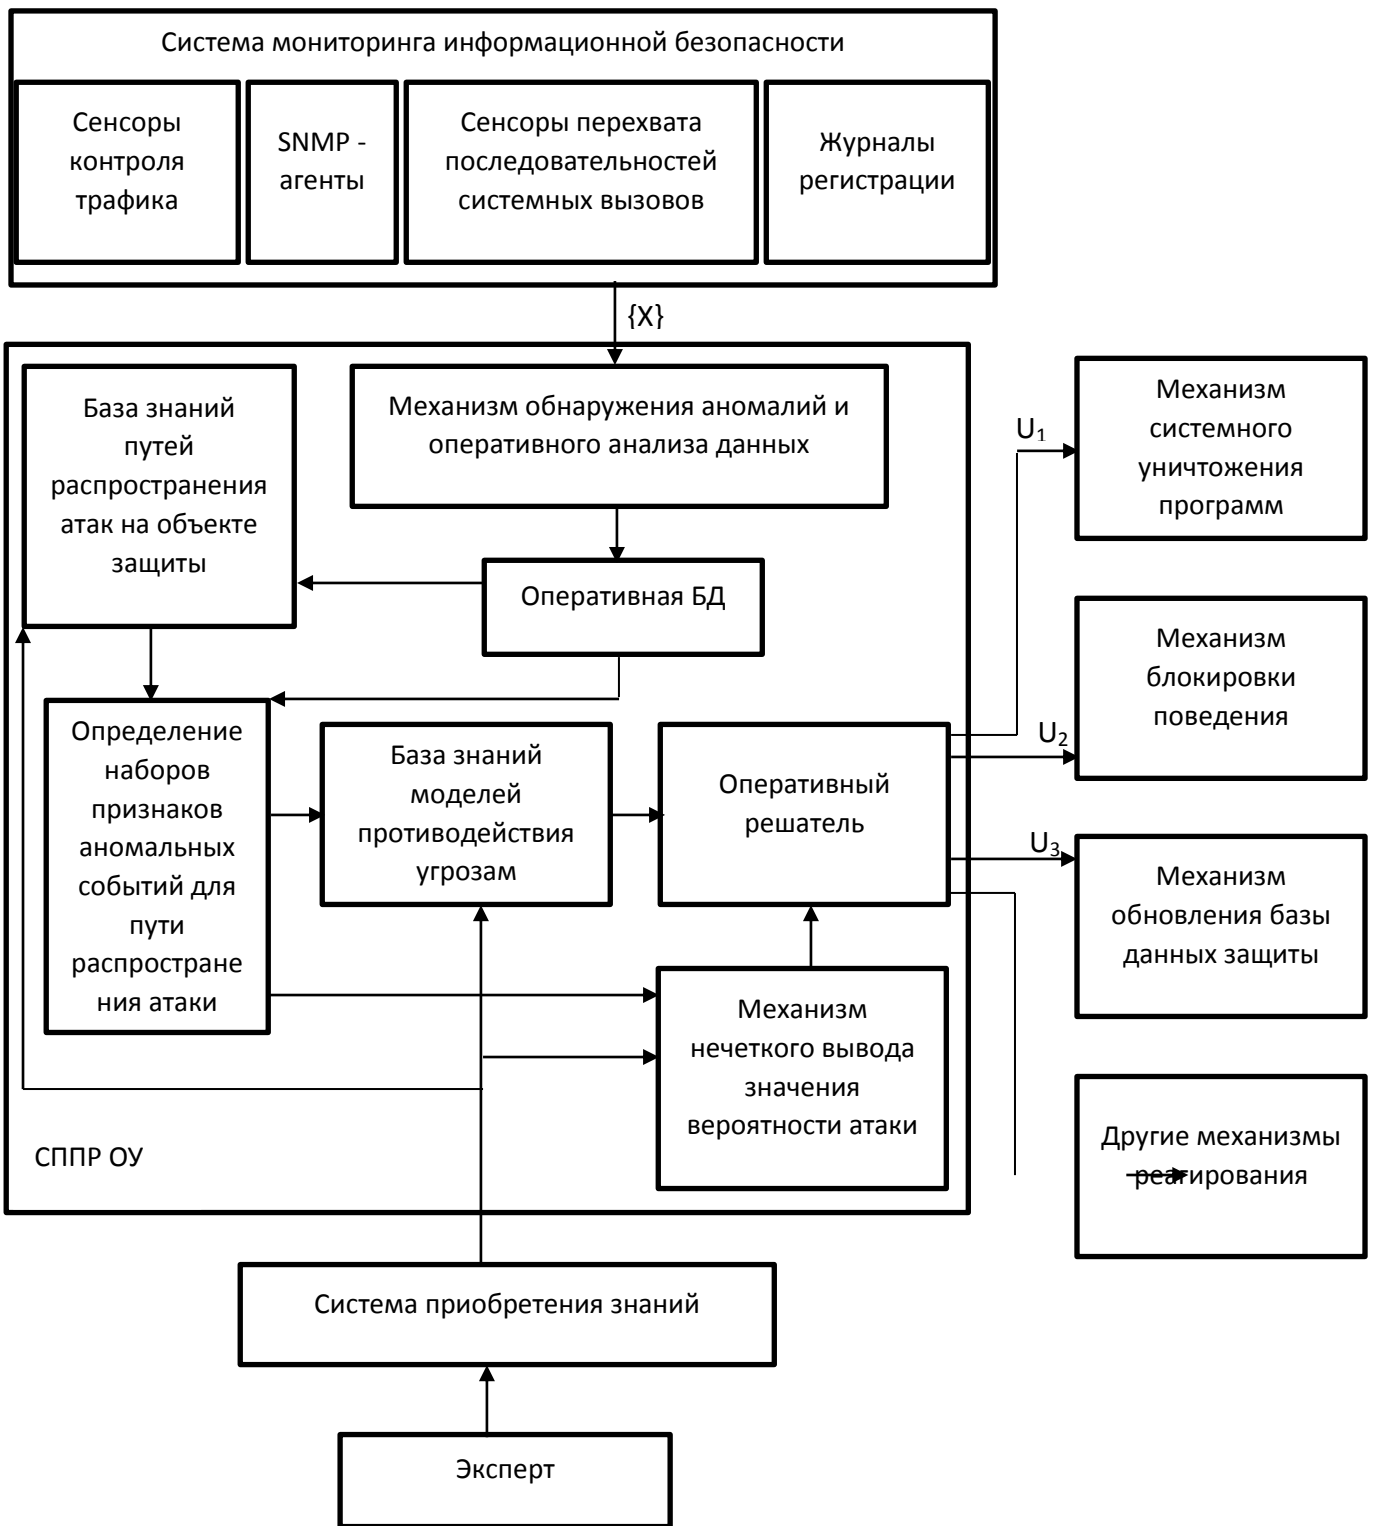 Система мониторинга информационной безопасности
Сенсоры
контроля
трафика
SNMP -
агенты
Сенсоры перехвата
последовательностей
системных вызовов
Журналы
регистрации
{X}
База знаний
путей
распространения
атак на объекте
защиты
Механизм обнаружения аномалий и
оперативного анализа данных
Оперативная БД
Определение
наборов
признаков
аномальных
событий для
пути
распростране
ния атаки
База знаний
моделей
противодействия
угрозам
Оперативный
решатель
Механизм
нечеткого вывода
значения
вероятности атаки
СППР ОУ
U₁
Механизм
системного
уничтожения
программ
U₂
Механизм
блокировки
поведения
U₃
Механизм
обновления базы
данных защиты
Другие механизмы
реагирования
Система приобретения знаний
Эксперт